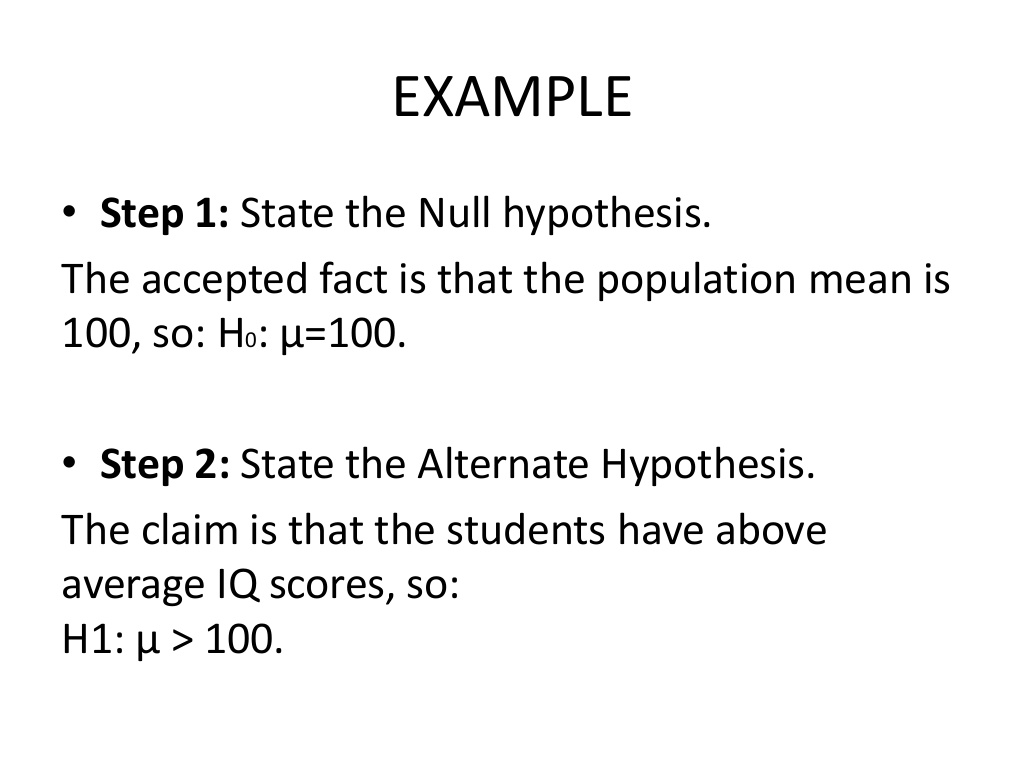 EXAMPLE
• Step 1: State the Null hypothesis.
The accepted fact is that the population mean is
100, so: H₀: μ=100.
• Step 2: State the Alternate Hypothesis.
The claim is that the students have above
average IQ scores, so:
H1: μ > 100.